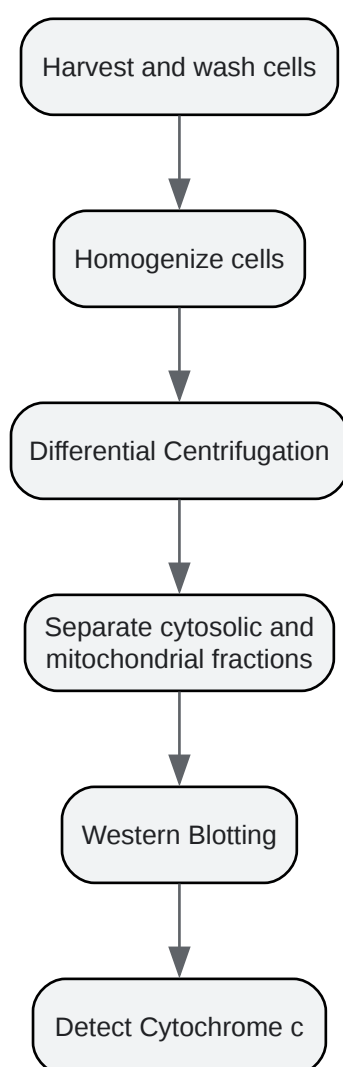 Harvest and wash cells
Homogenize cells
Differential Centrifugation
Separate cytosolic and
mitochondrial fractions
Western Blotting
Detect Cytochrome c